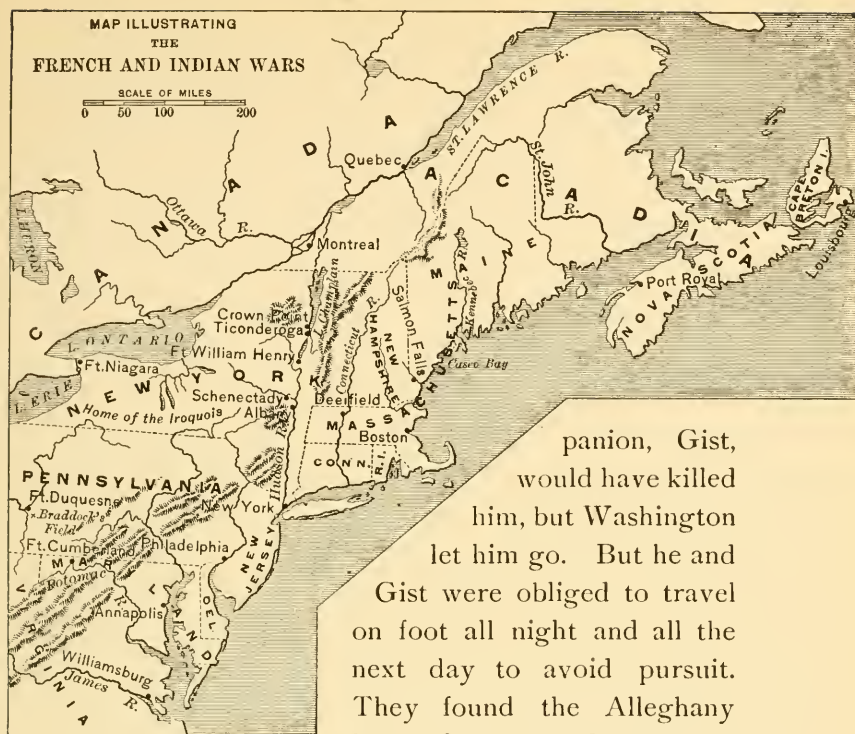 MAP ILLUSTRATING
THE
FRENCH AND INDIAN WARS
SCALE OF MILES
0 50 100 200
CANADA
ST. LAWRENCE R.
Quebec
ACADIA
St. John
R.
CAPE
BRETON I.
Louisbourg
NOVA SCOTIA
Port Royal
Ottawa
R.
Montreal
L. HURON
MAINE
Kennebec R.
L. Champlain
Crown Point
Ticonderoga
Ft. William Henry
L. ONTARIO
Ft. Niagara
L. ERIE
NEW YORK
Home of the Iroquois
Schenectady
Albany
Connecticut R.
NEW
HAMPSHIRE
Salmon Falls
Casco Bay
Deerfield
MASSACHUSETTS
Boston
CONN.
R.I.
Hudson R.
PENNSYLVANIA
Ft. Duquesne
x Braddock's
Field
New York
Ft. Cumberland
Philadelphia
NEW
JERSEY
MARYLAND
Potomac
R.
DEL.
Annapolis
VIRGINIA
Williamsburg
James R.
panion, Gist,
would have killed
him, but Washington
let him go. But he and
Gist were obliged to travel
on foot all night and all the
next day to avoid pursuit.
They found the Alleghany